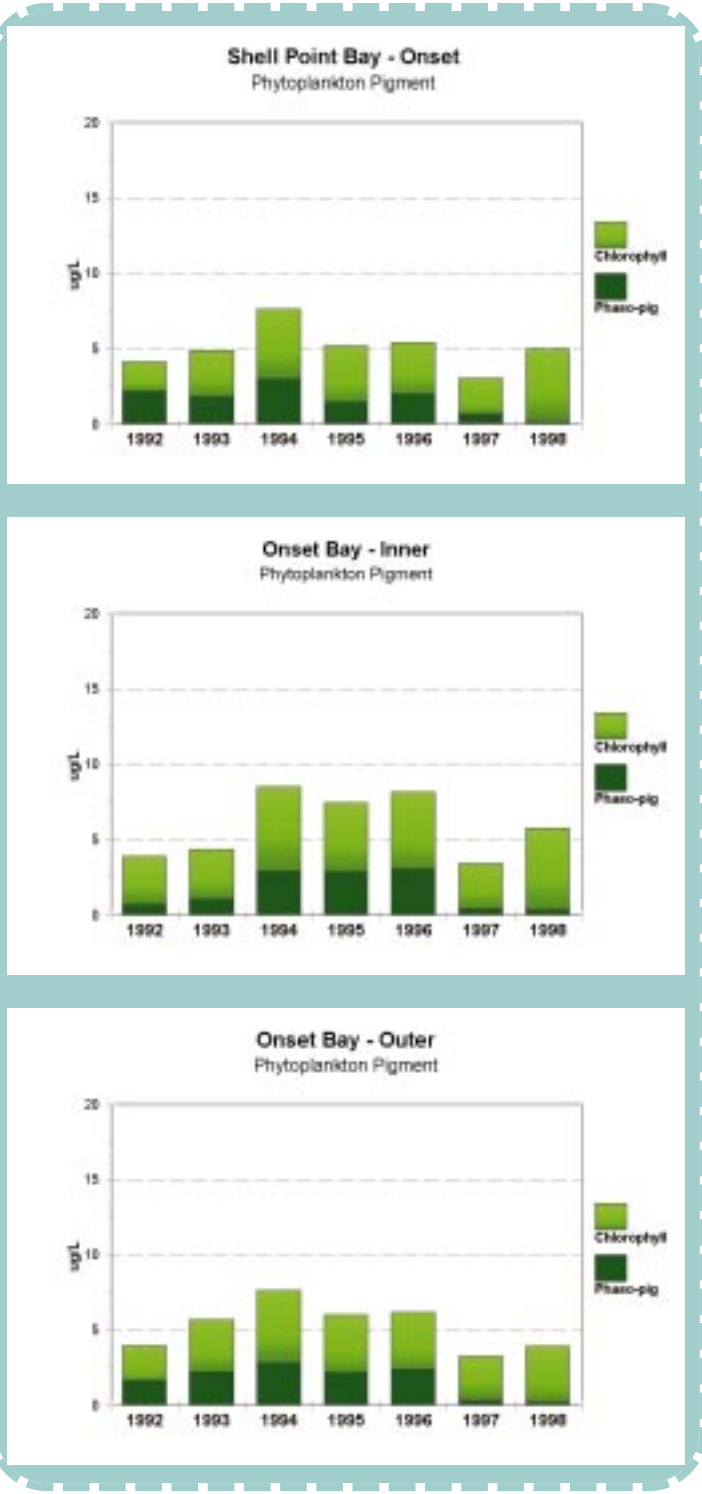 Shell Point Bay - Onset
Phytoplankton Pigment
20
15
10
5
0
ug/L
1992 1993 1994 1995 1996 1997 1998
Chlorophyll
Phaeo-pig
Onset Bay - Inner
Phytoplankton Pigment
20
15
10
5
0
ug/L
1992 1993 1994 1995 1996 1997 1998
Chlorophyll
Phaeo-pig
Onset Bay - Outer
Phytoplankton Pigment
20
15
10
5
0
ug/L
1992 1993 1994 1995 1996 1997 1998
Chlorophyll
Phaeo-pig